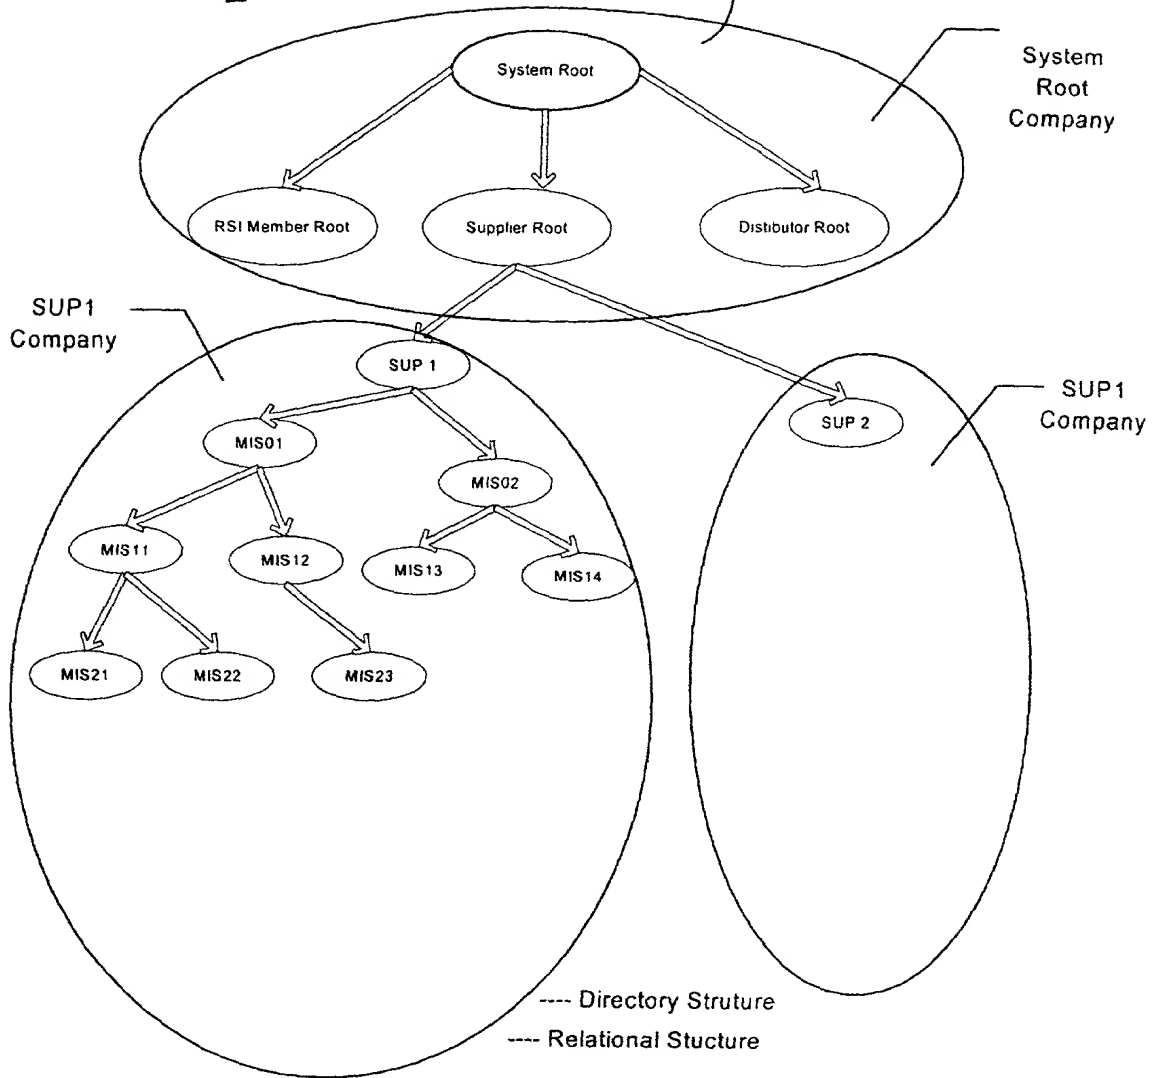 System Root
System
Root
Company
RSI Member Root
Supplier Root
Distibutor Root
SUP1
Company
SUP 1
SUP1
Company
SUP 2
MIS01
MIS02
MIS11
MIS12
MIS13
MIS14
MIS21
MIS22
MIS23
---- Directory Struture
---- Relational Stucture